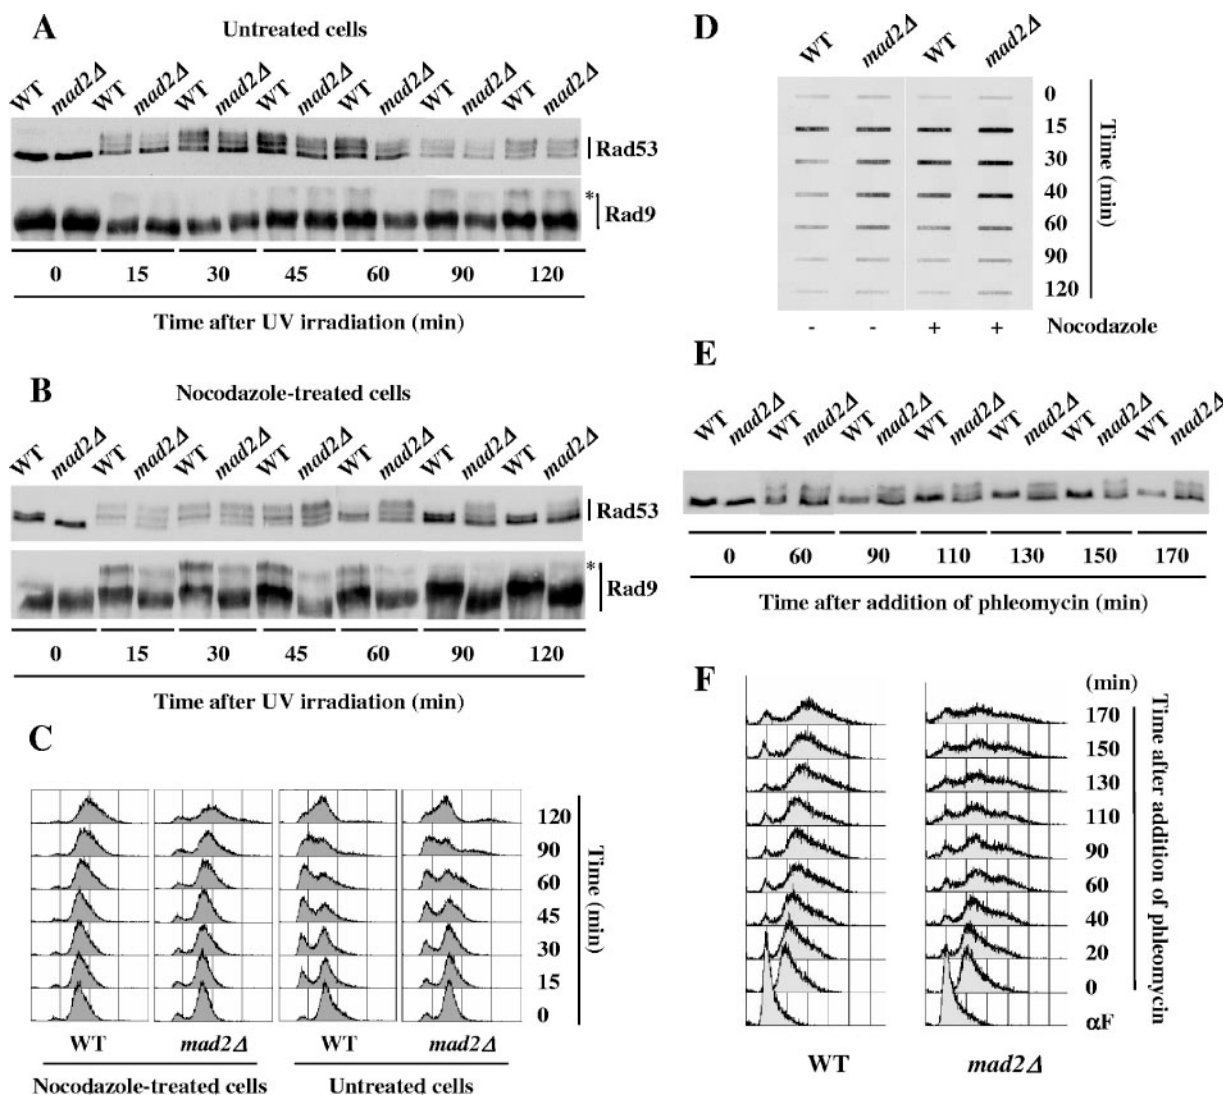 A
Untreated cells
WT mad2Δ WT mad2Δ WT mad2Δ WT mad2Δ WT mad2Δ WT mad2Δ WT mad2Δ
Rad53
*
Rad9
0 15 30 45 60 90 120
Time after UV irradiation (min)
B
Nocodazole-treated cells
WT mad2Δ WT mad2Δ WT mad2Δ WT mad2Δ WT mad2Δ WT mad2Δ WT mad2Δ
Rad53
*
Rad9
0 15 30 45 60 90 120
Time after UV irradiation (min)
C
120
90
60
45
30
15
0
Time (min)
WT mad2Δ WT mad2Δ
Nocodazole-treated cells Untreated cells
D
WT mad2Δ WT mad2Δ
0
15
30
40
60
90
120
Time (min)
- - + + Nocodazole
E
WT mad2Δ WT mad2Δ WT mad2Δ WT mad2Δ WT mad2Δ WT mad2Δ WT mad2Δ
0 60 90 110 130 150 170
Time after addition of phleomycin (min)
F
(min)
170
150
130
110
90
60
40
20
0
αF
Time after addition of phleomycin
WT mad2Δ